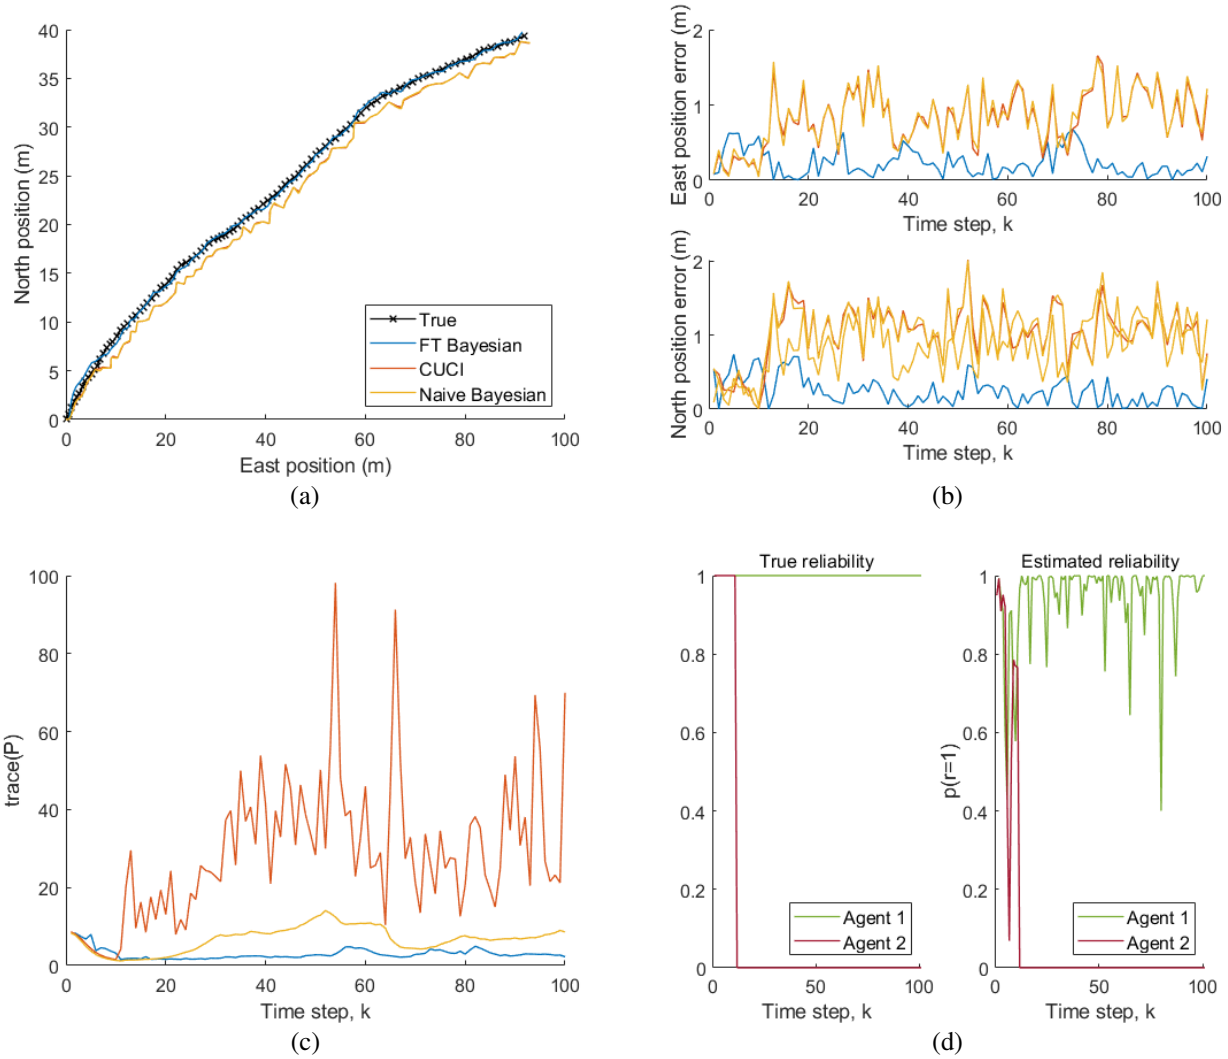 40
35
30
25
20
15
10
5
0
0
20
40
60
80
100
North position (m)
East position (m)
True
FT Bayesian
CUCI
Naive Bayesian
(a)
2
1
0
0
20
40
60
80
100
East position error (m)
Time step, k
2
1
0
0
20
40
60
80
100
North position error (m)
Time step, k
(b)
100
80
60
40
20
0
0
20
40
60
80
100
trace(P)
Time step, k
(c)
True reliability
1
0.8
0.6
0.4
0.2
0
0
50
100
Agent 1
Agent 2
Time step, k
Estimated reliability
1
0.8
0.6
0.4
0.2
0
0
50
100
p(r=1)
Agent 1
Agent 2
Time step, k
(d)